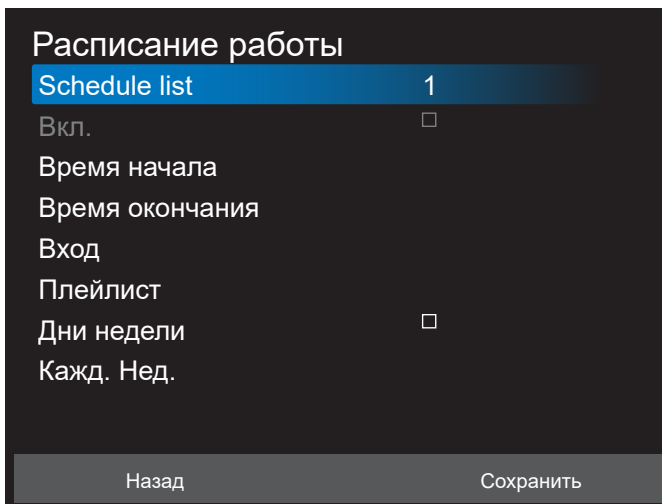 Расписание работы
Schedule list 1
Вкл.
Время начала
Время окончания
Вход
Плейлист
Дни недели
Кажд. Нед.
Назад Сохранить